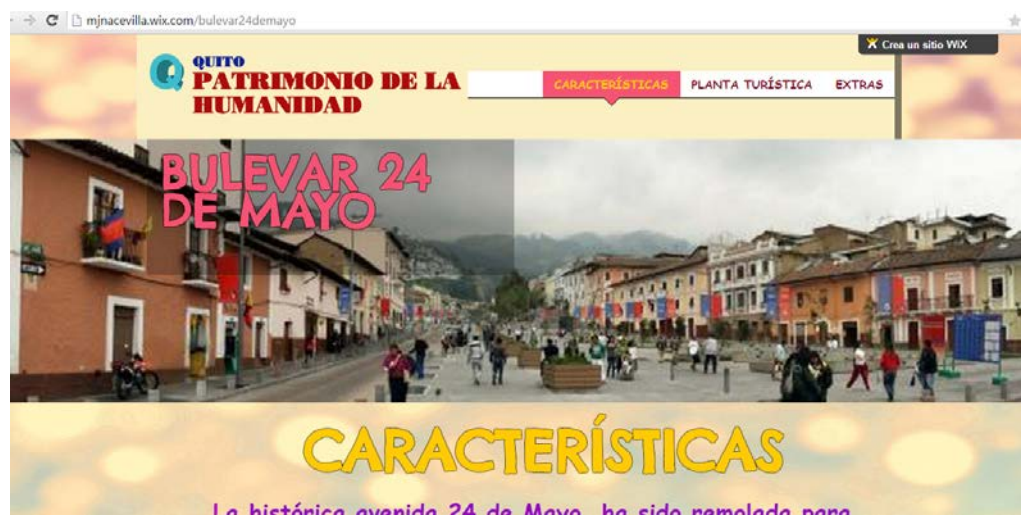 mjnacevilla.wix.com/bulevar24demayo
Crea un sitio WiX
Q QUITO
PATRIMONIO DE LA
HUMANIDAD
CARACTERÍSTICAS PLANTA TURÍSTICA EXTRAS
BULEVAR 24
DE MAYO
CARACTERÍSTICAS
La histórica avenida 24 de Mayo, ha sido remolada para